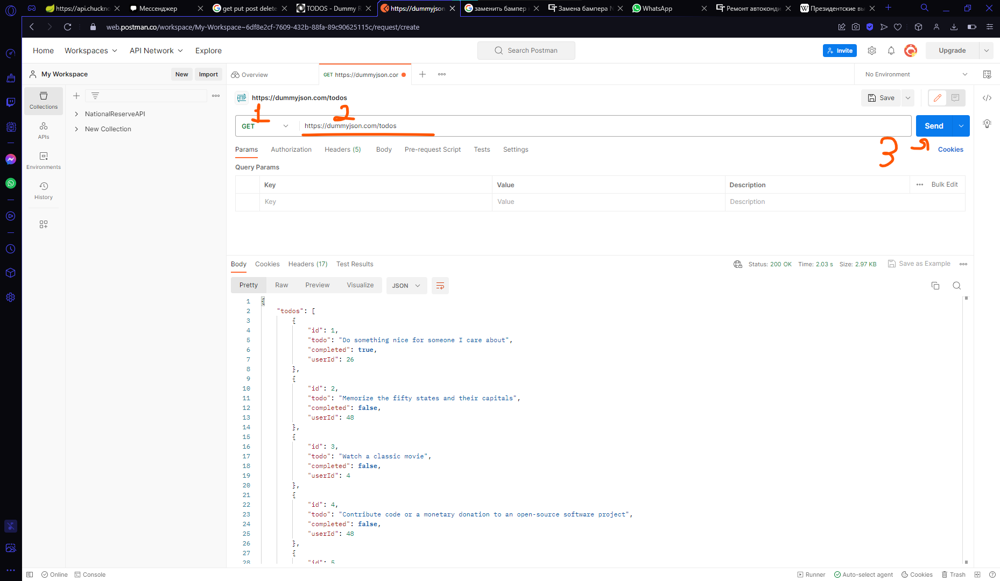 https://api.chuckno
Мессенджер
get put post delete
TODOS - Dummy R
https://dummyjson
заменить бампер
Замена бампера N
WhatsApp
Ремонт автоконди
Президентские вы
web.postman.co/workspace/My-Workspace~6df8e2cf-7609-432b-88fa-89c90625115c/request/create
Home
Workspaces
API Network
Explore
Search Postman
Invite
Upgrade
My Workspace
New
Import
Overview
GET https://dummyjson.cor
No Environment
Collections
APIs
Environments
History
NationalReserveAPI
New Collection
HTTP https://dummyjson.com/todos
Save
1
2
GET
https://dummyjson.com/todos
Send
3
Params
Authorization
Headers (5)
Body
Pre-request Script
Tests
Settings
Cookies
Query Params
Key
Value
Description
Bulk Edit
Key
Value
Description
Body
Cookies
Headers (17)
Test Results
Status: 200 OK
Time: 2.03 s
Size: 2.97 KB
Save as Example
Pretty
Raw
Preview
Visualize
JSON
1 {
2 "todos": [
3 {
4 "id": 1,
5 "todo": "Do something nice for someone I care about",
6 "completed": true,
7 "userId": 26
8 },
9 {
10 "id": 2,
11 "todo": "Memorize the fifty states and their capitals",
12 "completed": false,
13 "userId": 48
14 },
15 {
16 "id": 3,
17 "todo": "Watch a classic movie",
18 "completed": false,
19 "userId": 4
20 },
21 {
22 "id": 4,
23 "todo": "Contribute code or a monetary donation to an open-source software project",
24 "completed": false,
25 "userId": 48
26 },
27 {
28 "id": 5
Online
Console
Runner
Auto-select agent
Cookies
Trash